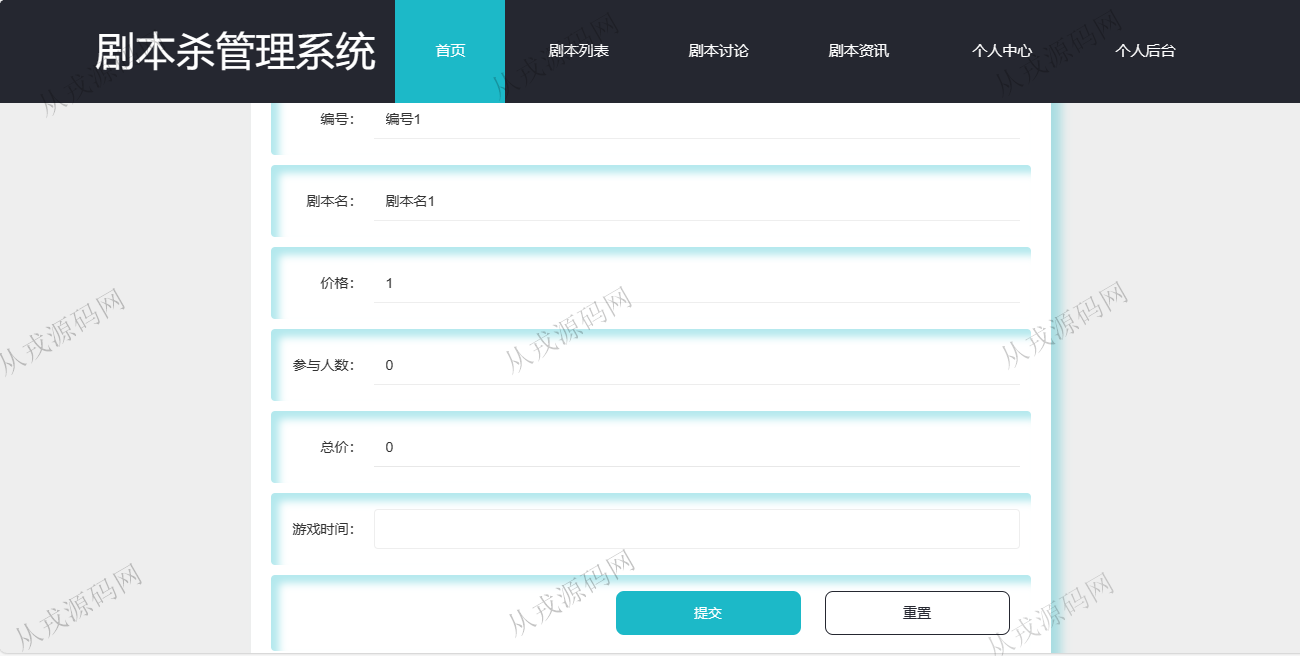 剧本杀管理系统 首页 剧本列表 剧本讨论 剧本资讯 个人中心 个人后台
编号： 编号1
剧本名： 剧本名1
价格： 1
参与人数： 0
总价： 0
游戏时间：
提交 重置
从戎源码网
从戎源码网
从戎源码网
从戎源码网
从戎源码网
从戎源码网
从戎源码网
从戎源码网
从戎源码网